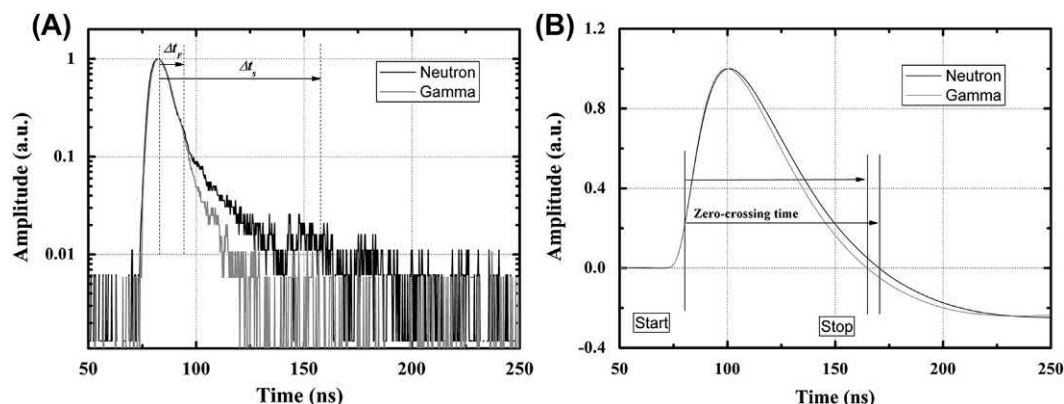 (A)
Δt_F
Δt_s
Neutron
Gamma
1
0.1
0.01
Amplitude (a.u.)
50 100 150 200 250
Time (ns)
(B)
1.2
1.0
0.8
0.4
0.0
-0.4
Neutron
Gamma
Zero-crossing time
Start
Stop
Amplitude (a.u.)
50 100 150 200 250
Time (ns)